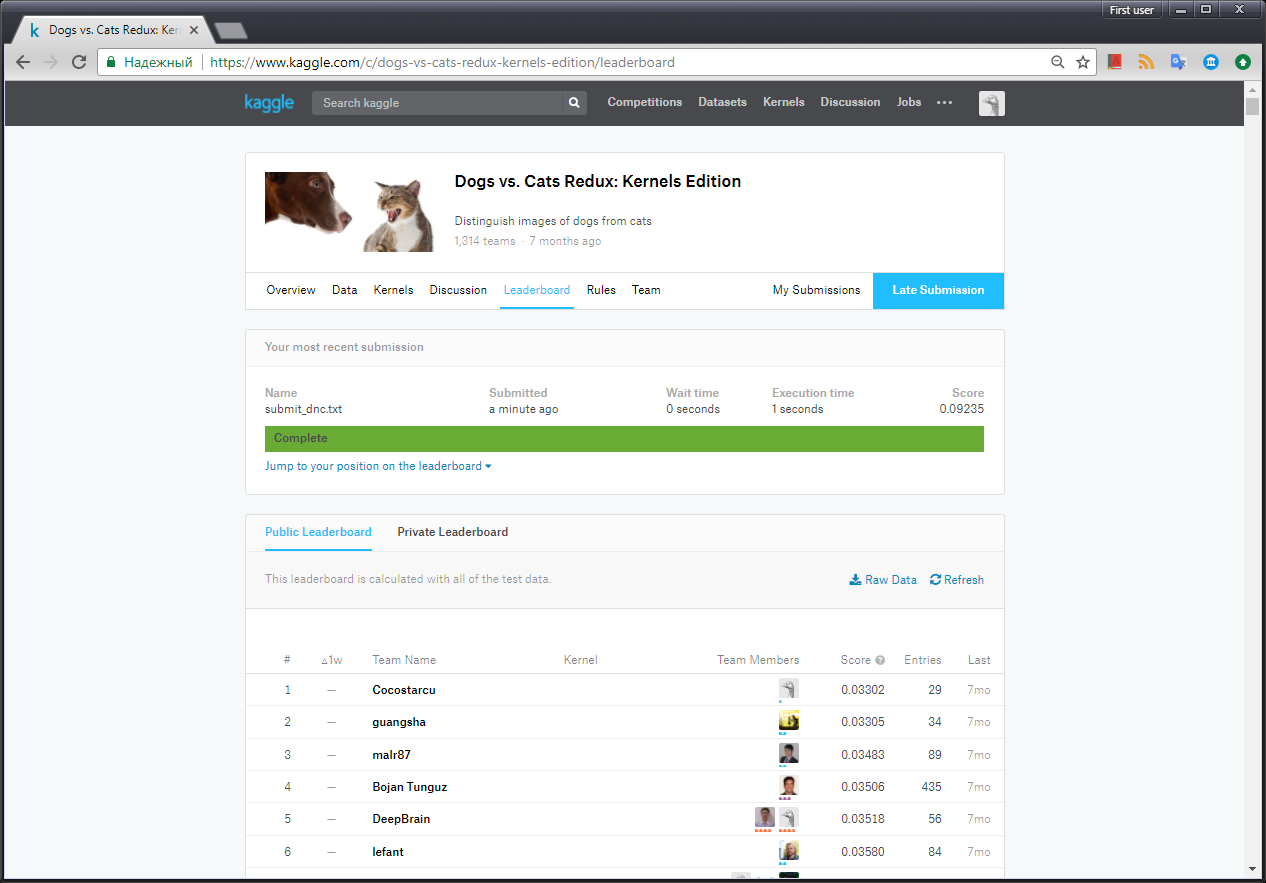 First user
Dogs vs. Cats Redux: Ker
Надежный https://www.kaggle.com/c/dogs-vs-cats-redux-kernels-edition/leaderboard
kaggle Search kaggle Competitions Datasets Kernels Discussion Jobs •••
Dogs vs. Cats Redux: Kernels Edition
Distinguish images of dogs from cats
1,314 teams · 7 months ago
Overview Data Kernels Discussion Leaderboard Rules Team My Submissions Late Submission
Your most recent submission
Name Submitted Wait time Execution time Score
submit_dnc.txt a minute ago 0 seconds 1 seconds 0.09235
Complete
Jump to your position on the leaderboard
Public Leaderboard Private Leaderboard
This leaderboard is calculated with all of the test data. Raw Data Refresh
# △1w Team Name Kernel Team Members Score Entries Last
1 — Cocostarcu 0.03302 29 7mo
2 — guangsha 0.03305 34 7mo
3 — malr87 0.03483 89 7mo
4 — Bojan Tunguz 0.03506 435 7mo
5 — DeepBrain 0.03518 56 7mo
6 — lefant 0.03580 84 7mo